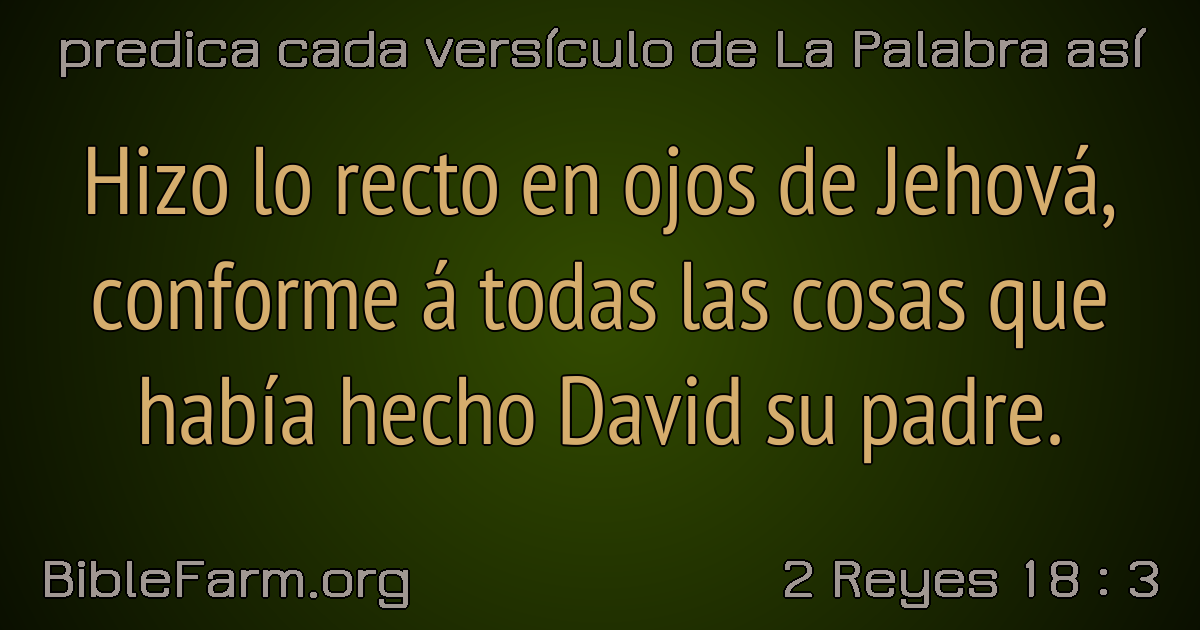 predica cada versículo de La Palabra así
Hizo lo recto en ojos de Jehová,
conforme á todas las cosas que
había hecho David su padre.
BibleFarm.org
2 Reyes 18 : 3